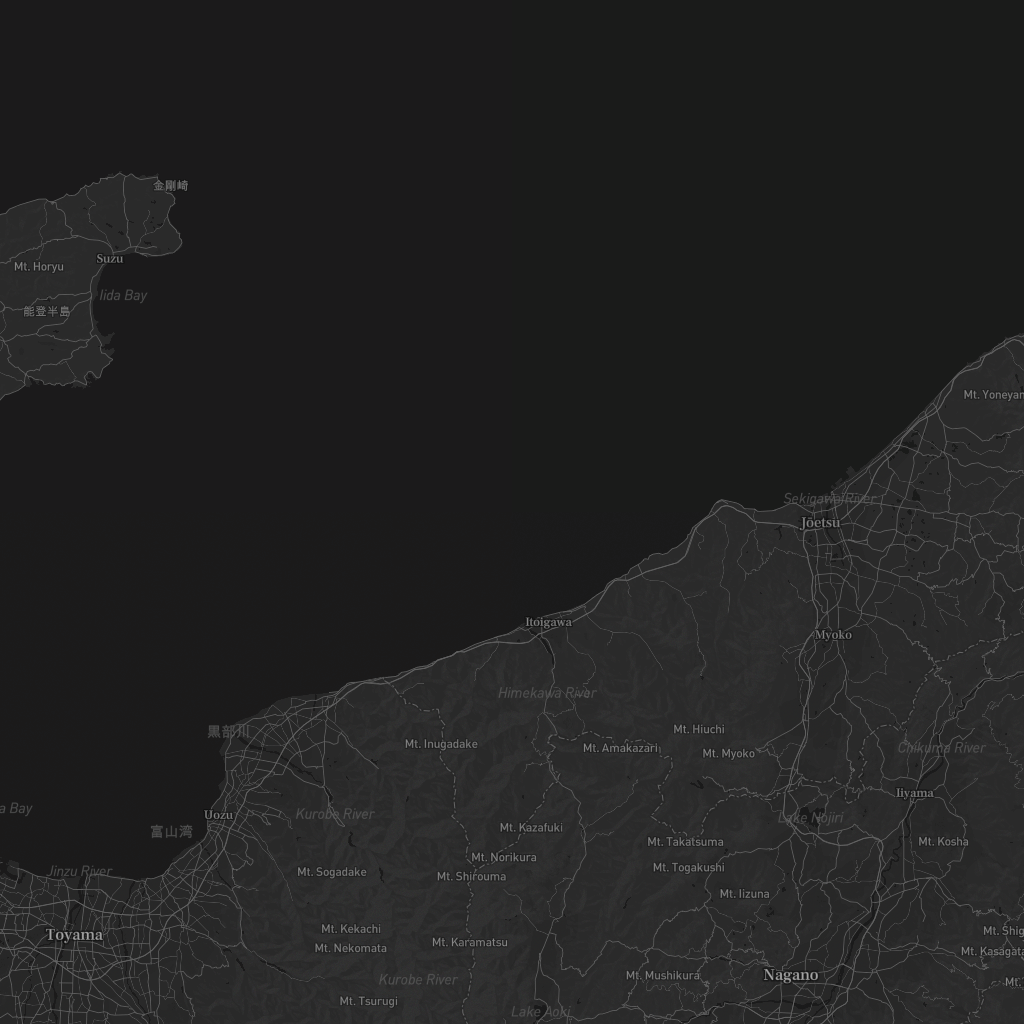 金剛崎
Suzu
Mt. Horyu
Iida Bay
能登半島
Mt. Yoneyam
Sekigawa River
Jōetsu
Itoigawa
Myoko
Himekawa River
黒部川
Mt. Hiuchi
Mt. Inugadake
Mt. Amakazari
Mt. Myoko
Chikuma River
Iiyama
a Bay
Uozu
Kurobe River
Lake Nojiri
富山湾
Mt. Kazafuki
Mt. Takatsuma
Mt. Kosha
Mt. Norikura
Jinzu River
Mt. Sogadake
Mt. Shirouma
Mt. Togakushi
Mt. Iizuna
Mt. Kekachi
Mt. Shig
Toyama
Mt. Nekomata
Mt. Karamatsu
Mt. Kasagata
Mt. Mushikura
Nagano
Kurobe River
Mt.
Mt. Tsurugi
Lake Aoki